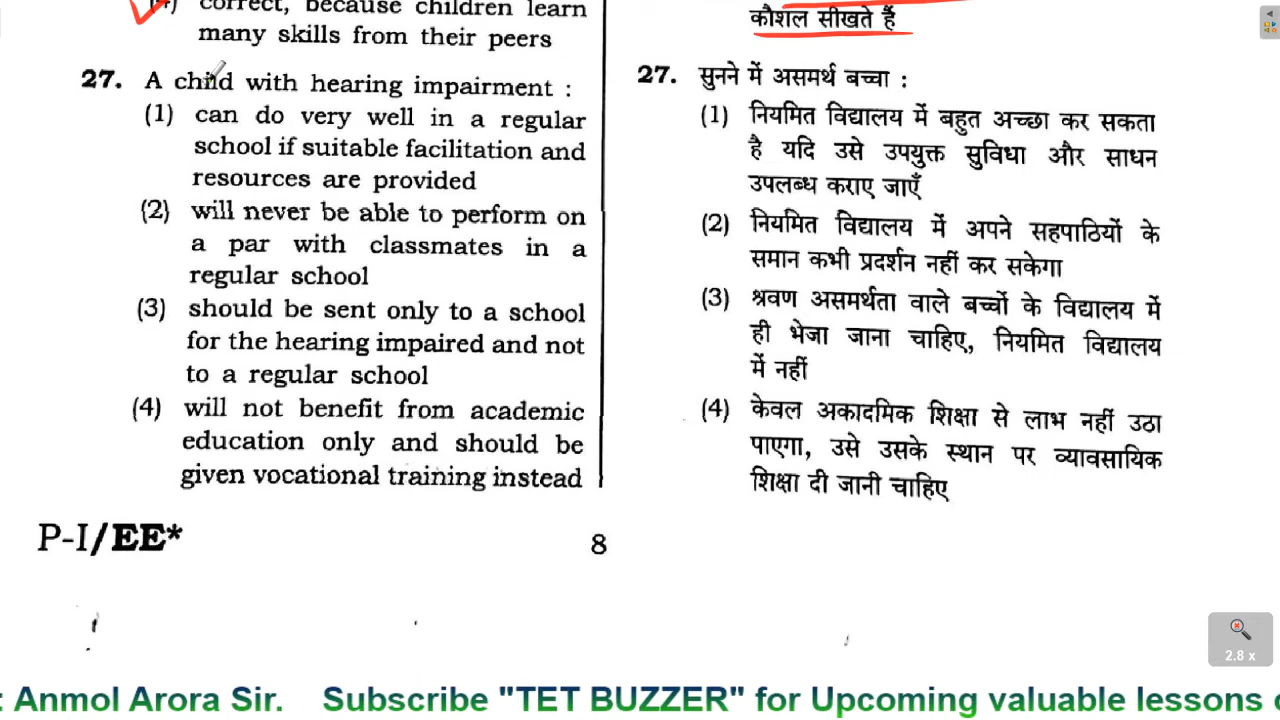 (4) correct, because children learn
many skills from their peers
27. A child with hearing impairment :
(1) can do very well in a regular
school if suitable facilitation and
resources are provided
(2) will never be able to perform on
a par with classmates in a
regular school
(3) should be sent only to a school
for the hearing impaired and not
to a regular school
(4) will not benefit from academic
education only and should be
given vocational training instead
कौशल सीखते हैं
27. सुनने में असमर्थ बच्चा :
(1) नियमित विद्यालय में बहुत अच्छा कर सकता
है यदि उसे उपयुक्त सुविधा और साधन
उपलब्ध कराए जाएँ
(2) नियमित विद्यालय में अपने सहपाठियों के
समान कभी प्रदर्शन नहीं कर सकेगा
(3) श्रवण असमर्थता वाले बच्चों के विद्यालय में
ही भेजा जाना चाहिए, नियमित विद्यालय
में नहीं
(4) केवल अकादमिक शिक्षा से लाभ नहीं उठा
पाएगा, उसे उसके स्थान पर व्यावसायिक
शिक्षा दी जानी चाहिए
P-I/EE*
8
2.8 x
: Anmol Arora Sir. Subscribe "TET BUZZER" for Upcoming valuable lessons